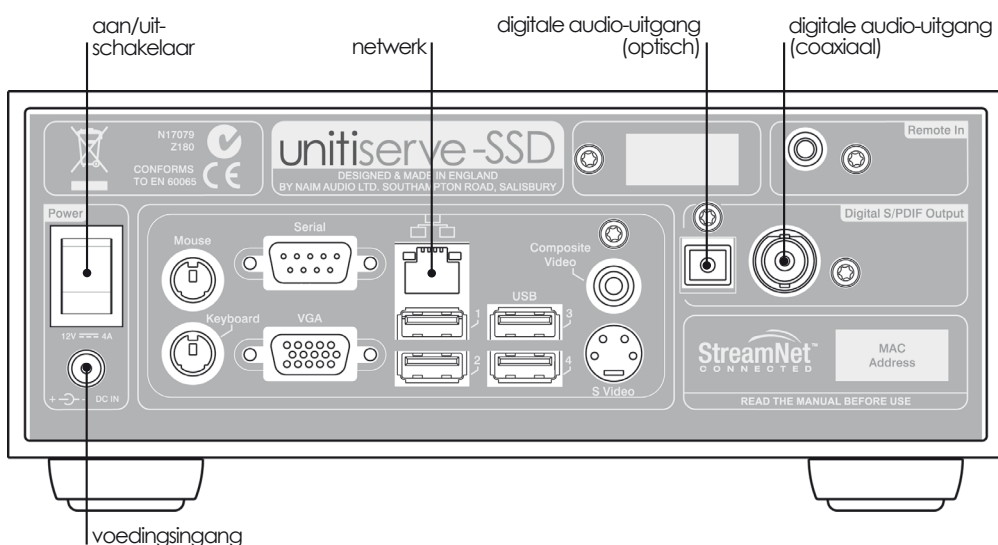 aan/uit-
schakelaar
netwerk
digitale audio-uitgang
(optisch)
digitale audio-uitgang
(coaxiaal)
N17079
Z180
CONFORMS
TO EN 60065
CE
unitiserve-SSD
DESIGNED & MADE IN ENGLAND
BY NAIM AUDIO LTD. SOUTHAMPTON ROAD, SALISBURY
Remote In
Power
12V 4A
+ - DC IN
Mouse
Serial
Keyboard
VGA
USB
1
2
3
4
Composite
Video
S Video
Digital S/PDIF Output
StreamNet™
CONNECTED
MAC
Address
READ THE MANUAL BEFORE USE
voedingsingang